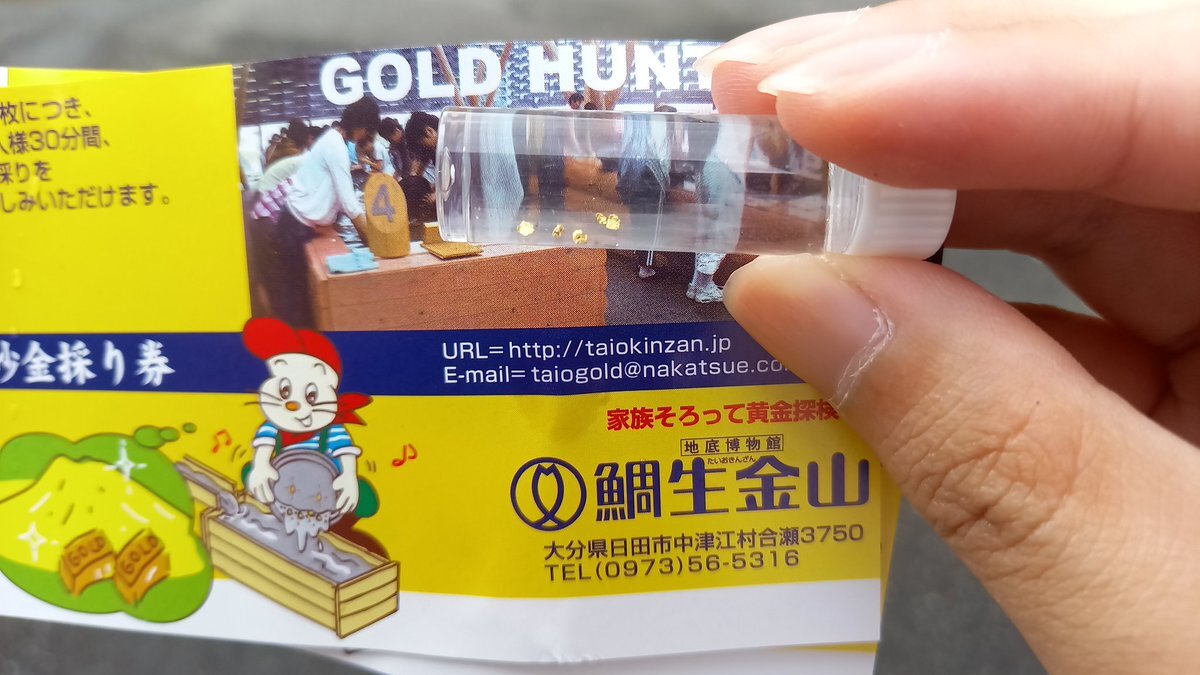 枚につき、
人様30分間、
採りを
しみいただけます。
GOLD HUNT
4
砂金採り券
URL=http://taiokinzan.jp
E-mail=taiogold@nakatsue.co
家族そろって黄金探検
地底博物館
たいおきんざん
鯛生金山
大分県日田市中津江村合瀬3750
TEL(0973)56-5316
GOLD
GOLD